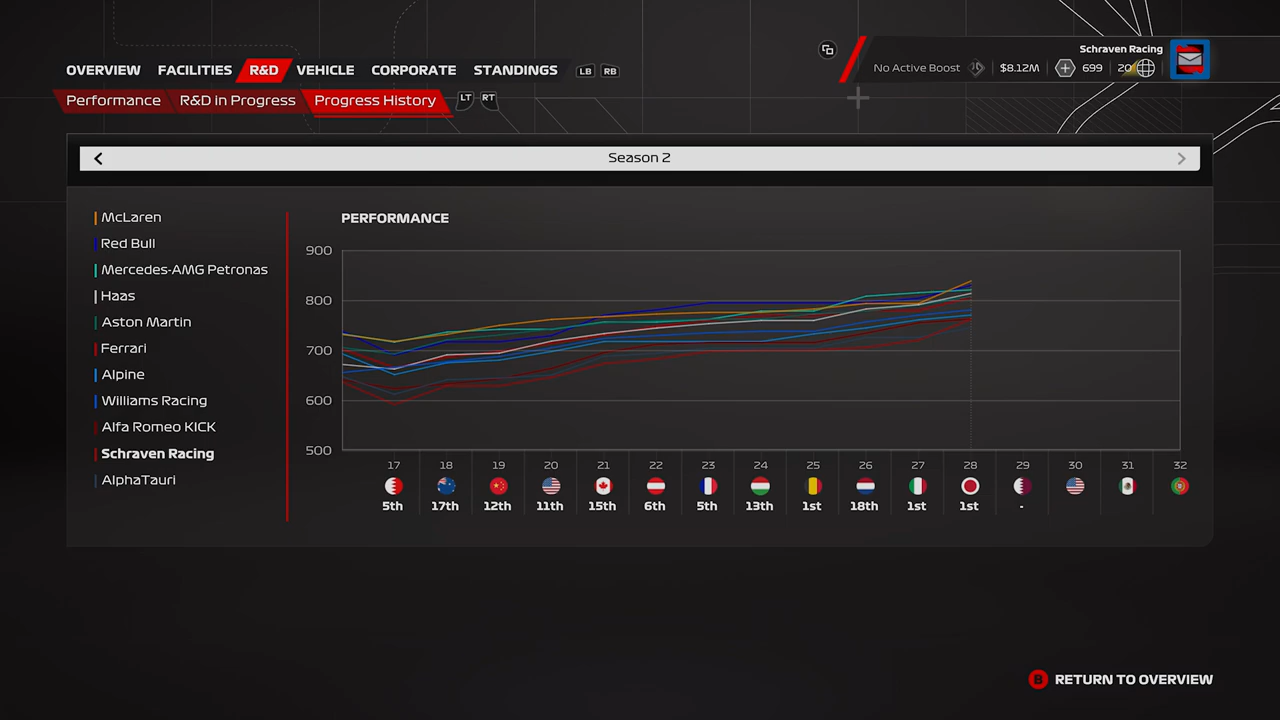 Schraven Racing
OVERVIEW FACILITIES R&D VEHICLE CORPORATE STANDINGS LB RB
No Active Boost $8.12M 699 20
Performance R&D In Progress Progress History LT RT
Season 2
McLaren
Red Bull
Mercedes-AMG Petronas
Haas
Aston Martin
Ferrari
Alpine
Williams Racing
Alfa Romeo KICK
Schraven Racing
AlphaTauri
PERFORMANCE
900
800
700
600
500
17 18 19 20 21 22 23 24 25 26 27 28 29 30 31 32
5th 17th 12th 11th 15th 6th 5th 13th 1st 18th 1st 1st -
B RETURN TO OVERVIEW